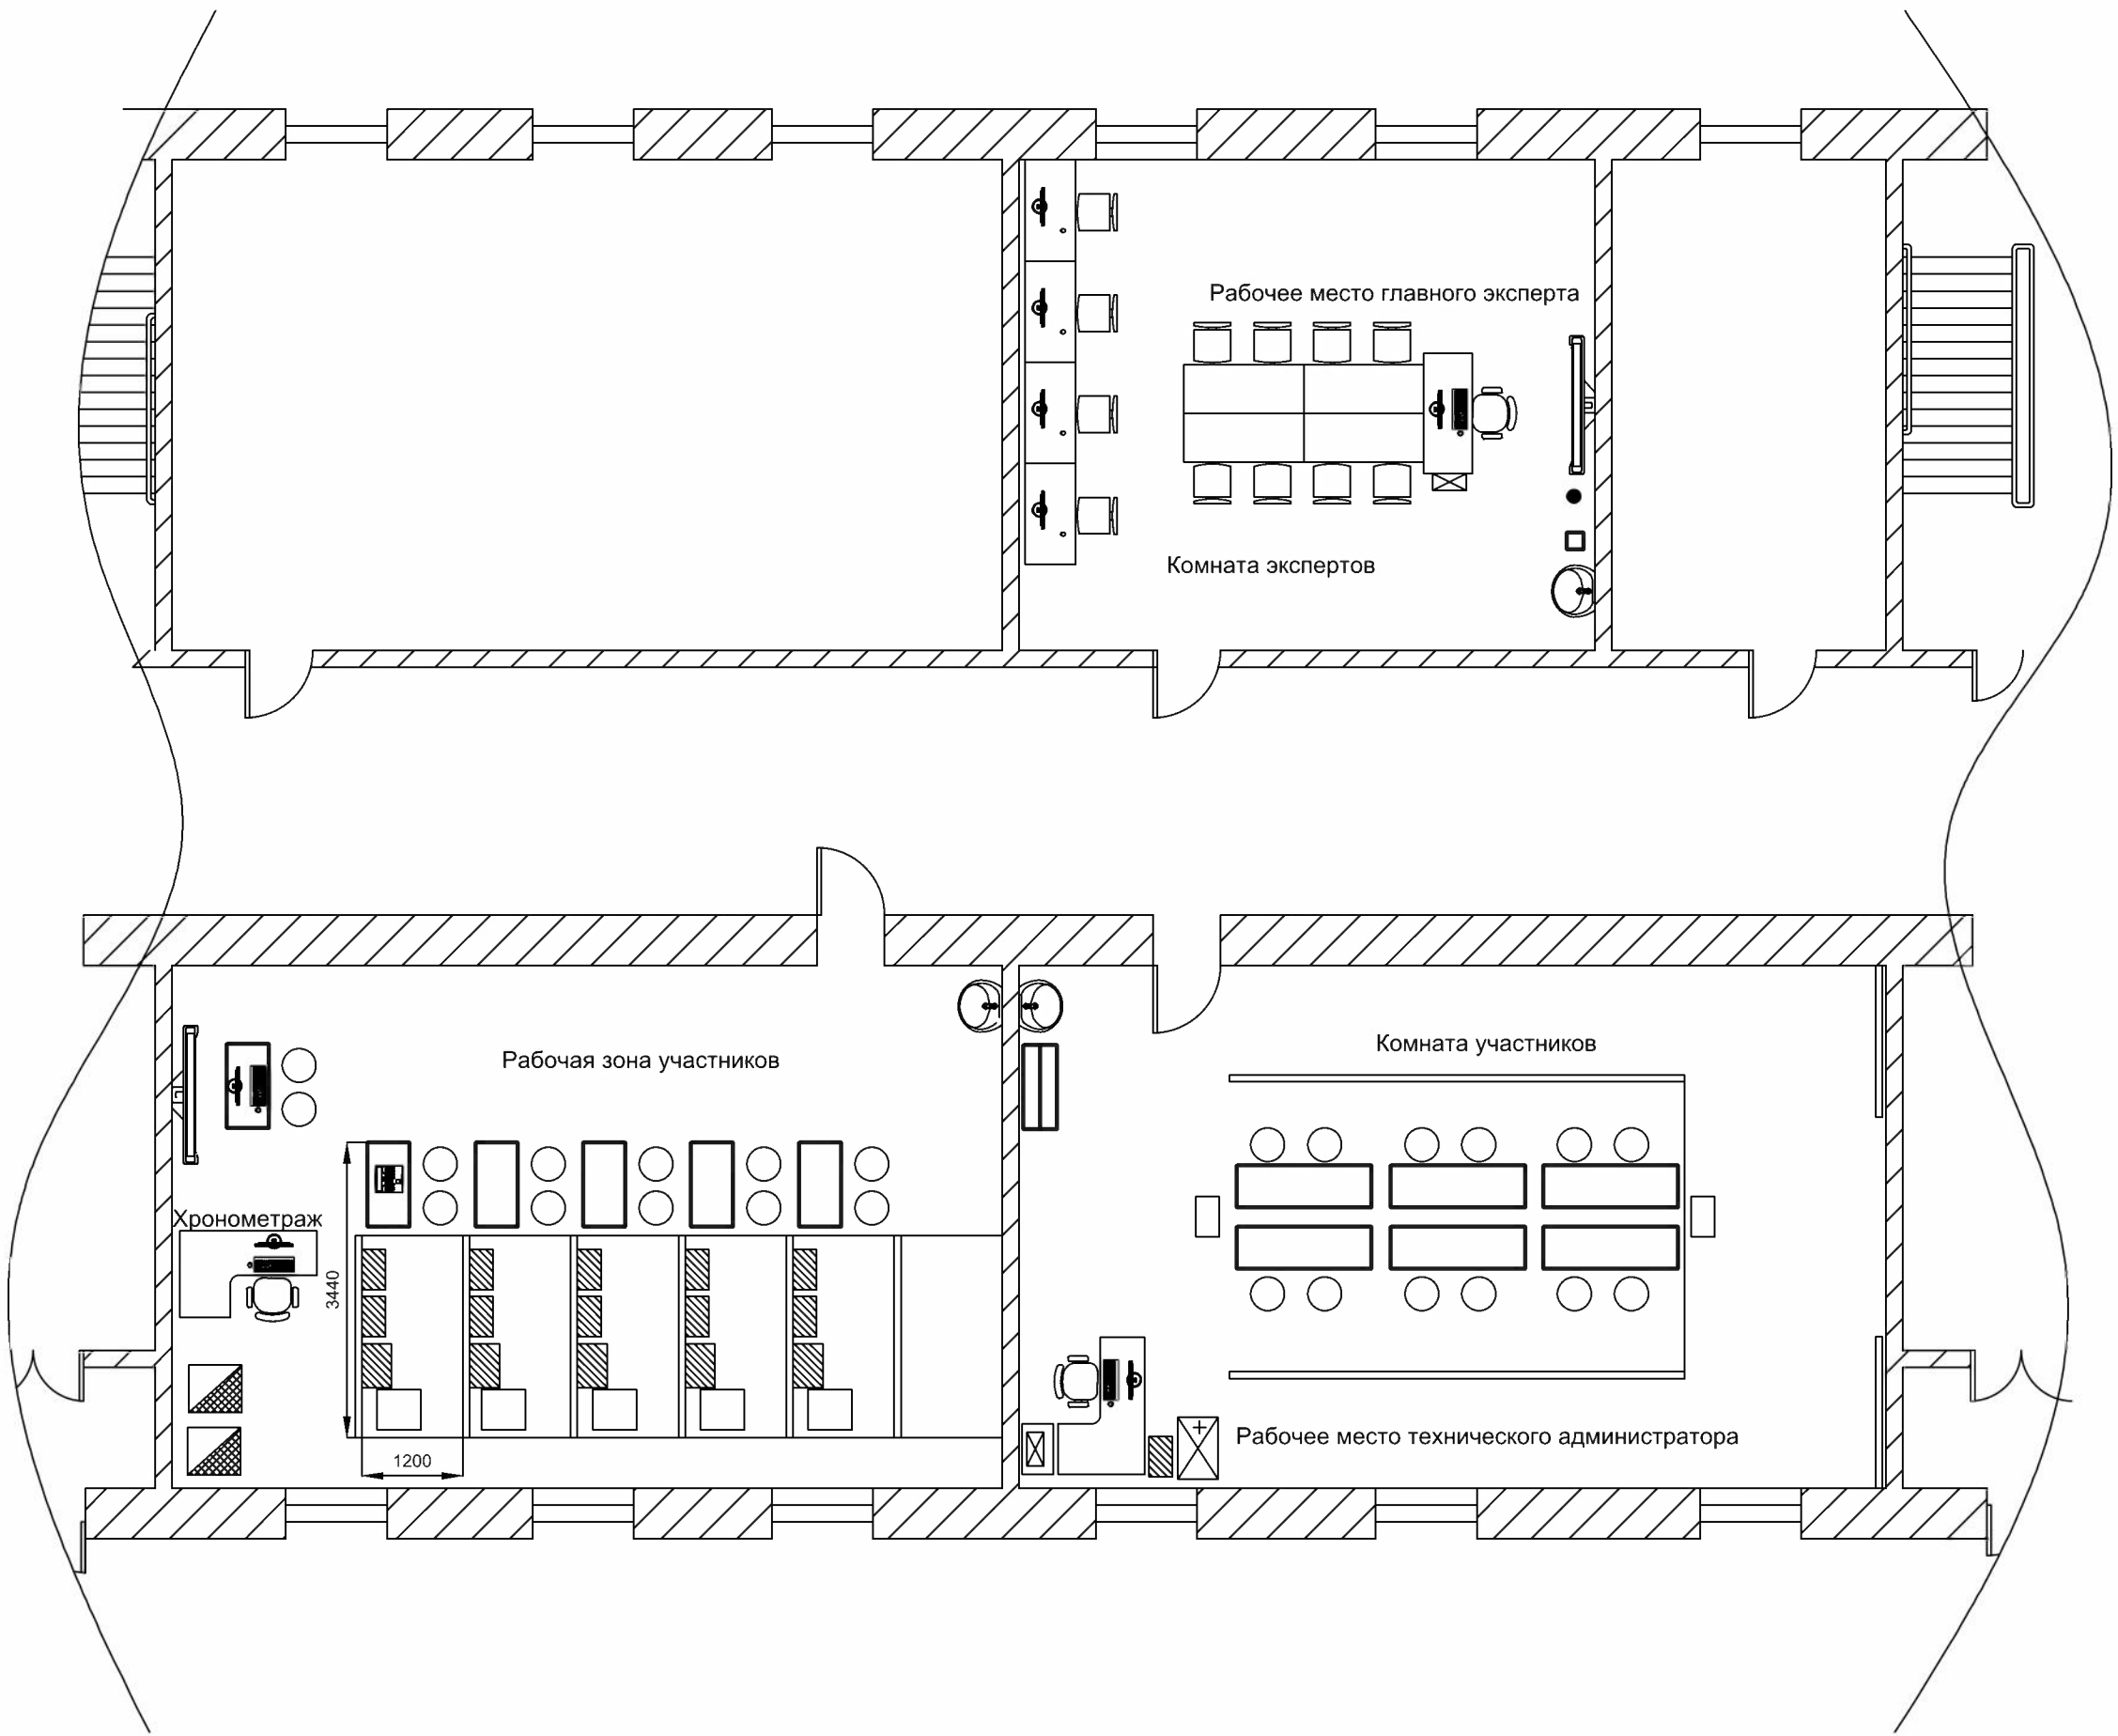 Рабочее место главного эксперта
Комната экспертов
Комната участников
Рабочая зона участников
Хронометраж
3440
1200
Рабочее место технического администратора